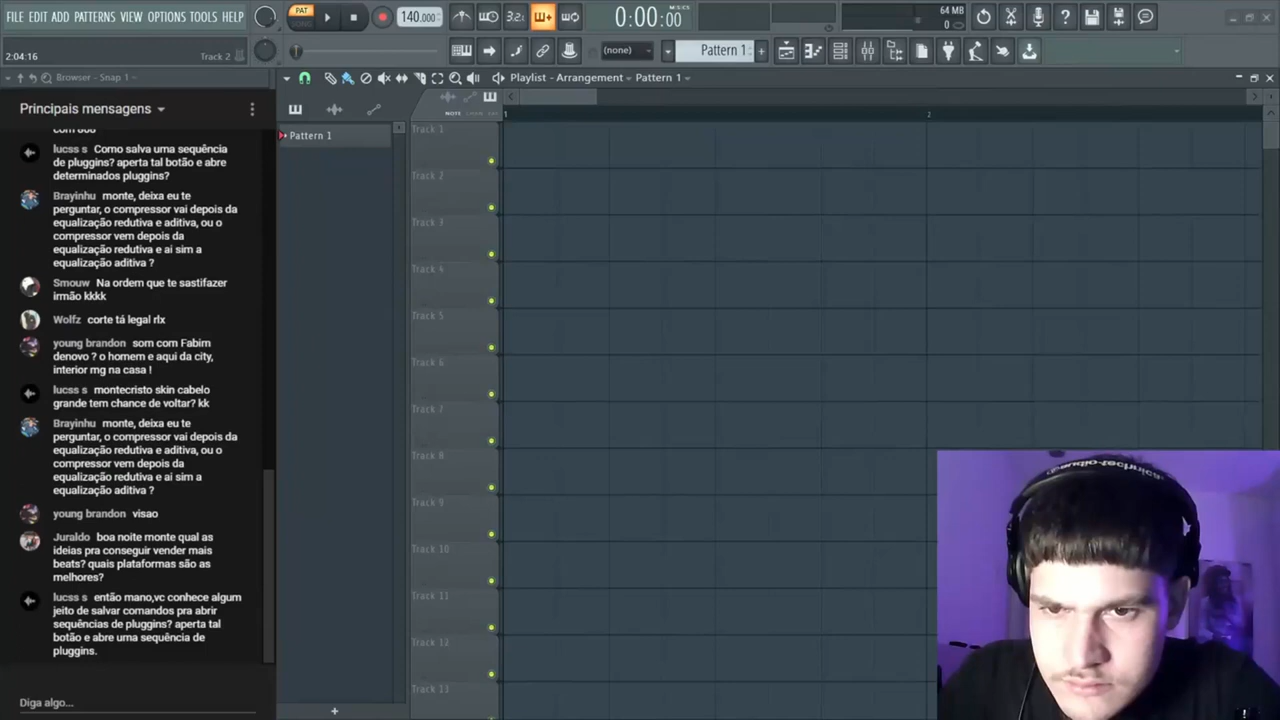 FILE EDIT ADD PATTERNS VIEW OPTIONS TOOLS HELP
PAT
140.000
3.2.
0:00:00
M:S:CS
64 MB
0
2:04:16
Track 2
(none)
Pattern 1
Browser - Snap 1
Playlist - Arrangement
Pattern 1
Principais mensagens
NOTE
1
2
Pattern 1
lucss s Como salva uma sequência
de pluggins? aperta tal botão e abre
determinados pluggins?
Brayinhu monte, deixa eu te
perguntar, o compressor vai depois da
equalização redutiva e aditiva, ou o
compressor vem depois da
equalização redutiva e ai sim a
equalização aditiva ?
Smouw Na ordem que te sastifazer
irmão kkkk
Wolfz corte tá legal rlx
young brandon som com Fabim
denovo ? o homem e aqui da city,
interior mg na casa !
lucss s montecristo skin cabelo
grande tem chance de voltar? kk
Brayinhu monte, deixa eu te
perguntar, o compressor vai depois da
equalização redutiva e aditiva, ou o
compressor vem depois da
equalização redutiva e ai sim a
equalização aditiva ?
young brandon visao
Juraldo boa noite monte qual as
ideias pra conseguir vender mais
beats? quais plataformas são as
melhores?
lucss s então mano,vc conhece algum
jeito de salvar comandos pra abrir
sequências de pluggins? aperta tal
botão e abre uma sequência de
pluggins.
Diga algo...
Track 1
Track 2
Track 3
Track 4
Track 5
Track 6
Track 7
Track 8
Track 9
Track 10
Track 11
Track 12
Track 13
audio-technica